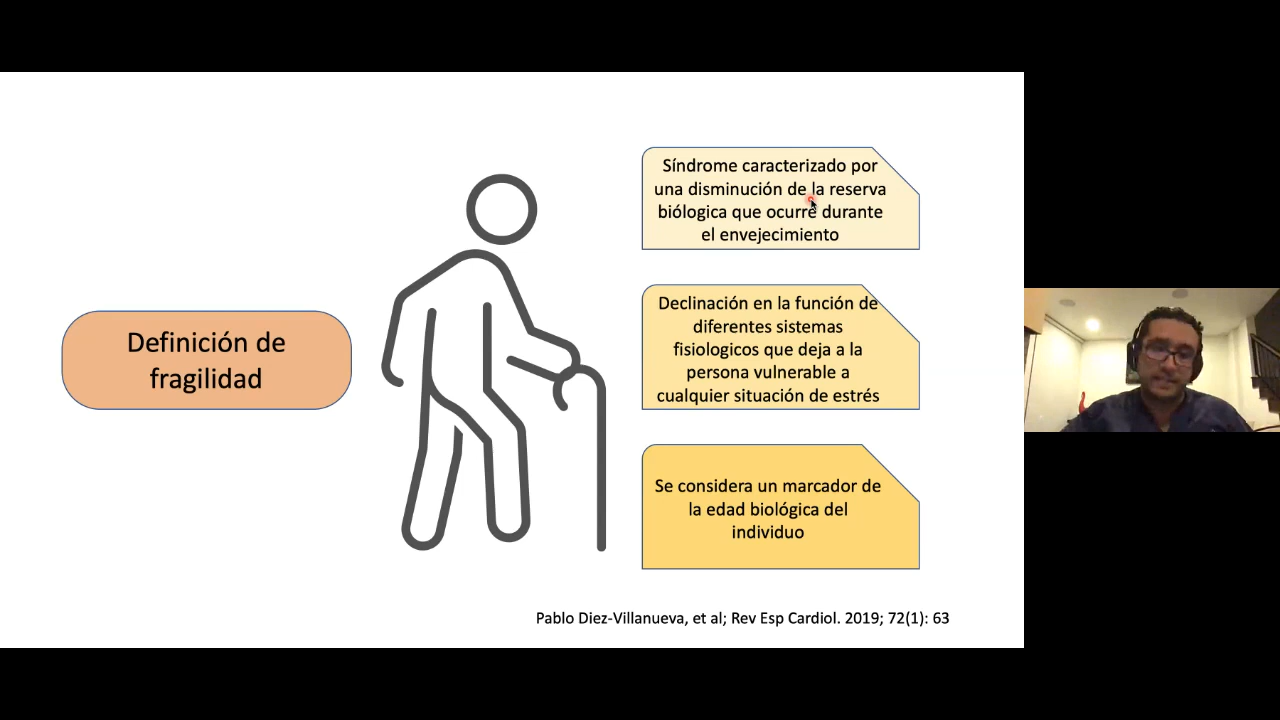 Definición de
fragilidad
Síndrome caracterizado por
una disminución de la reserva
biólogica que ocurre durante
el envejecimiento
Declinación en la función de
diferentes sistemas
fisiologicos que deja a la
persona vulnerable a
cualquier situación de estrés
Se considera un marcador de
la edad biológica del
individuo
Pablo Diez-Villanueva, et al; Rev Esp Cardiol. 2019; 72(1): 63